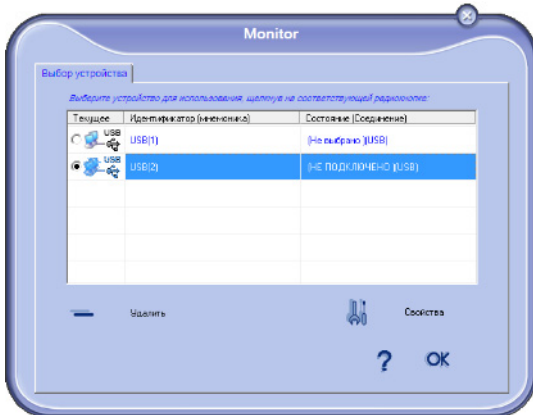 Monitor
Выбор устройства
Выберите устройство для использования, щелкнув на соответствующей радиокнопке:
Текущее Идентификатор (мнемоника) Состояние (Соединение)
USB USB(1) (Не выбрано )(USB)
USB USB(2) (НЕ ПОДКЛЮЧЕНО )(USB)
Удалить Свойства
? OK